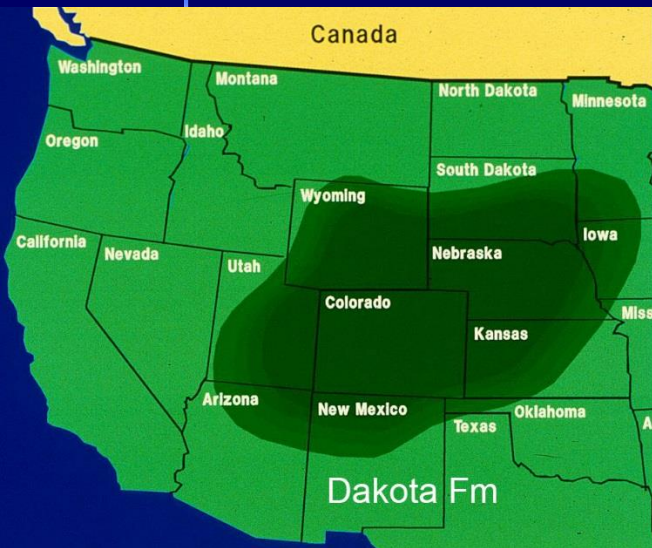 Canada
Washington
Montana
North Dakota
Minnesota
Idaho
Oregon
South Dakota
Wyoming
Iowa
California
Nevada
Utah
Nebraska
Colorado
Miss
Kansas
Arizona
New Mexico
Texas
Oklahoma
A
Dakota Fm